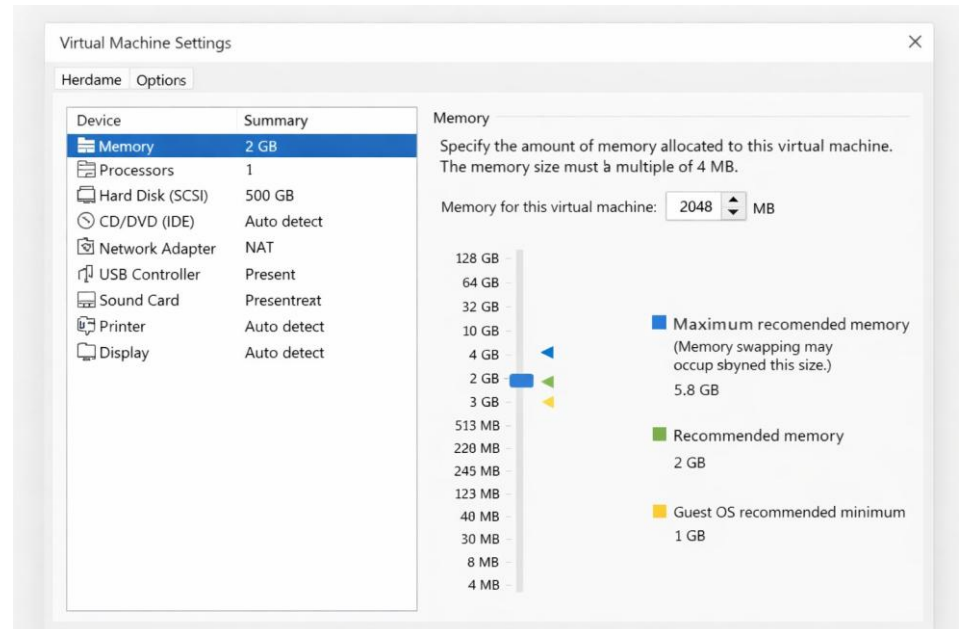 Virtual Machine Settings
Herdame Options
Device Summary
Memory 2 GB
Processors 1
Hard Disk (SCSI) 500 GB
CD/DVD (IDE) Auto detect
Network Adapter NAT
USB Controller Present
Sound Card Presentreat
Printer Auto detect
Display Auto detect
Memory
Specify the amount of memory allocated to this virtual machine.
The memory size must a multiple of 4 MB.
Memory for this virtual machine: 2048 MB
128 GB
64 GB
32 GB
10 GB
4 GB
2 GB
3 GB
513 MB
220 MB
245 MB
123 MB
40 MB
30 MB
8 MB
4 MB
Maximum recomended memory
(Memory swapping may
occup sbyned this size.)
5.8 GB
Recommended memory
2 GB
Guest OS recommended minimum
1 GB